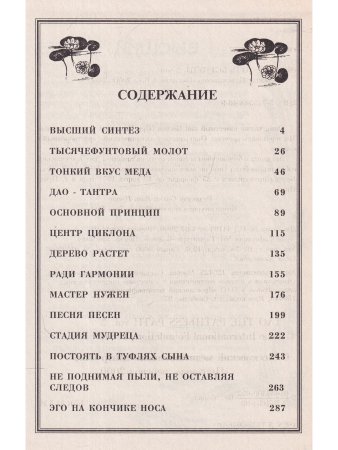 СОДЕРЖАНИЕ
ВЫСШИЙ СИНТЕЗ 4
ТЫСЯЧЕФУНТОВЫЙ МОЛОТ 26
ТОНКИЙ ВКУС МЕДА 46
ДАО - ТАНТРА 69
ОСНОВНОЙ ПРИНЦИП 89
ЦЕНТР ЦИКЛОНА 115
ДЕРЕВО РАСТЕТ 135
РАДИ ГАРМОНИИ 155
МАСТЕР НУЖЕН 176
ПЕСНЯ ПЕСЕН 199
СТАДИЯ МУДРЕЦА 222
ПОСТОЯТЬ В ТУФЛЯХ СЫНА 243
НЕ ПОДНИМАЯ ПЫЛИ, НЕ ОСТАВЛЯЯ
СЛЕДОВ 263
ЭГО НА КОНЧИКЕ НОСА 287